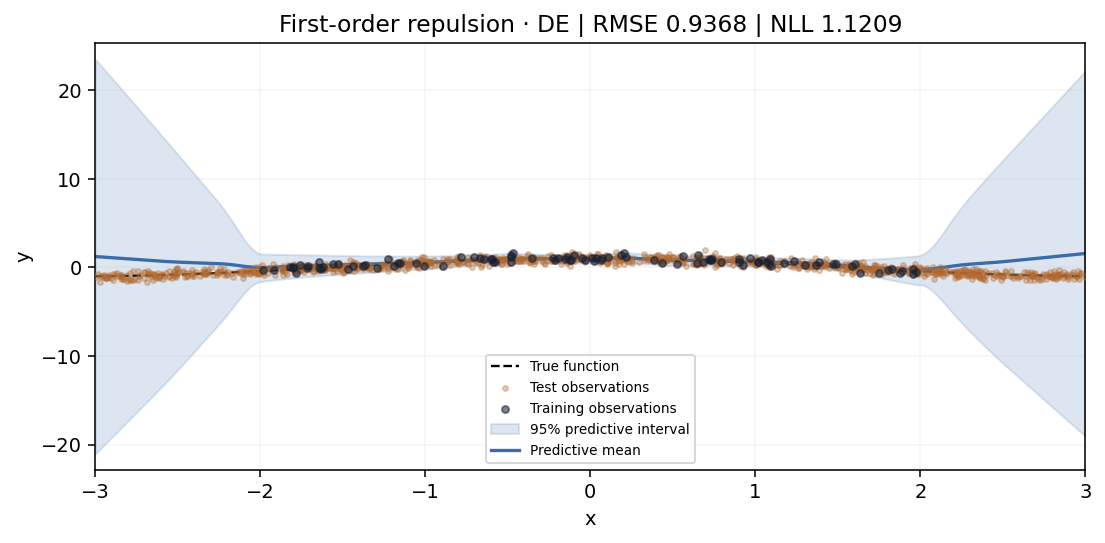 First-order repulsion · DE | RMSE 0.9368 | NLL 1.1209
y
20
10
0
−10
−20
True function
Test observations
Training observations
95% predictive interval
Predictive mean
−3 −2 −1 0 1 2 3
x